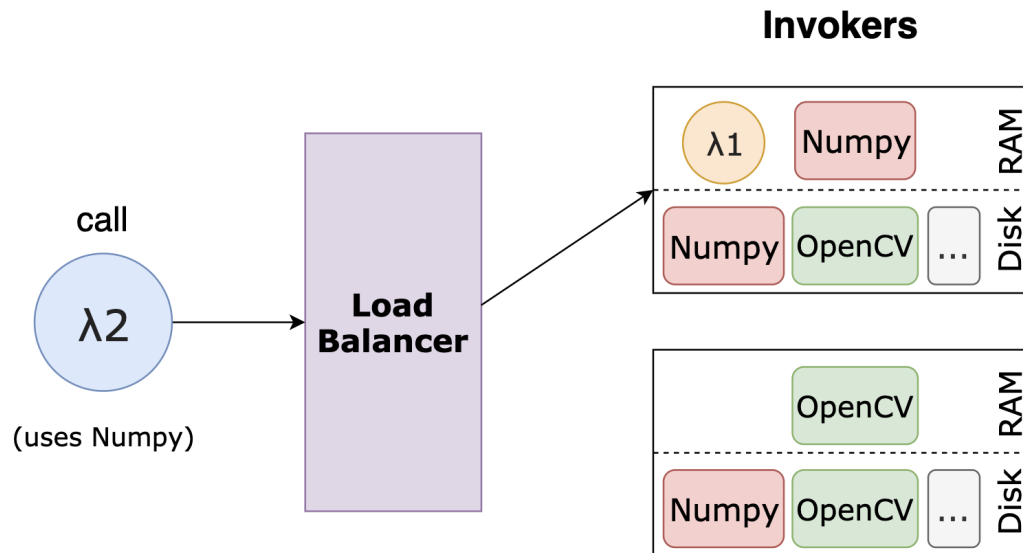 Invokers
call
λ2
(uses Numpy)
Load
Balancer
λ1
Numpy
RAM
Numpy
OpenCV
...
Disk
OpenCV
RAM
Numpy
OpenCV
...
Disk